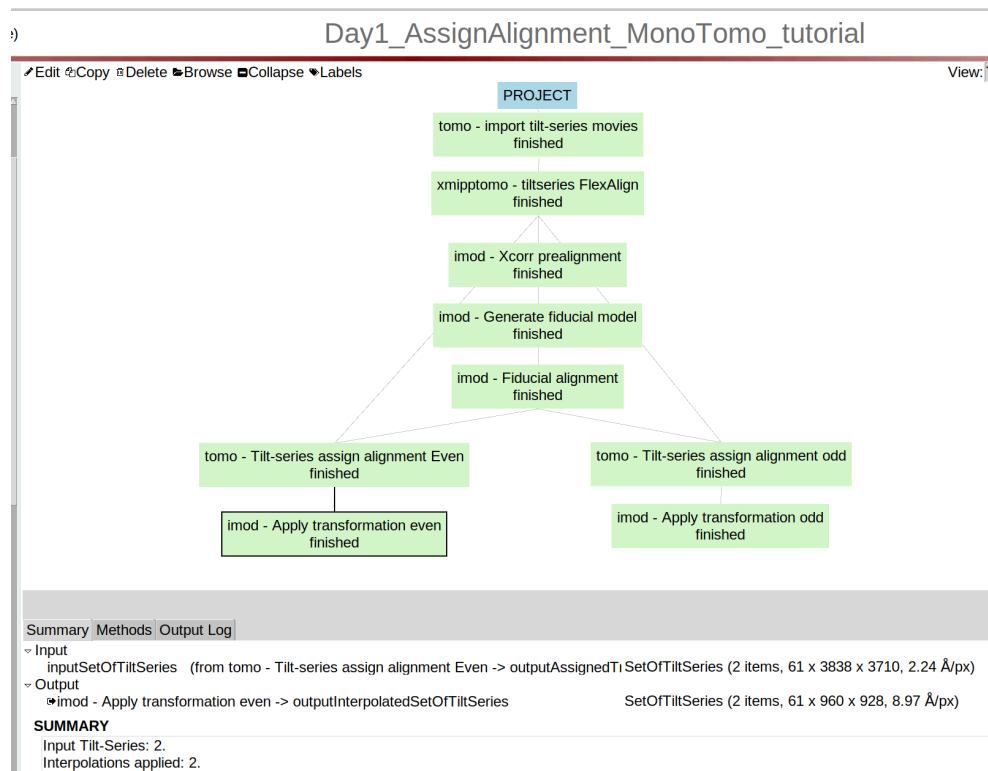 e)
Day1_AssignAlignment_MonoTomo_tutorial
Edit Copy Delete Browse Collapse Labels
View:
PROJECT
tomo - import tilt-series movies
finished
xmipptomo - tiltseries FlexAlign
finished
imod - Xcorr prealignment
finished
imod - Generate fiducial model
finished
imod - Fiducial alignment
finished
tomo - Tilt-series assign alignment Even
finished
tomo - Tilt-series assign alignment odd
finished
imod - Apply transformation even
finished
imod - Apply transformation odd
finished
Summary Methods Output Log
Input
inputSetOfTiltSeries (from tomo - Tilt-series assign alignment Even -> outputAssignedTi SetOfTiltSeries (2 items, 61 x 3838 x 3710, 2.24 Å/px)
Output
imod - Apply transformation even -> outputInterpolatedSetOfTiltSeries SetOfTiltSeries (2 items, 61 x 960 x 928, 8.97 Å/px)
SUMMARY
Input Tilt-Series: 2.
Interpolations applied: 2.